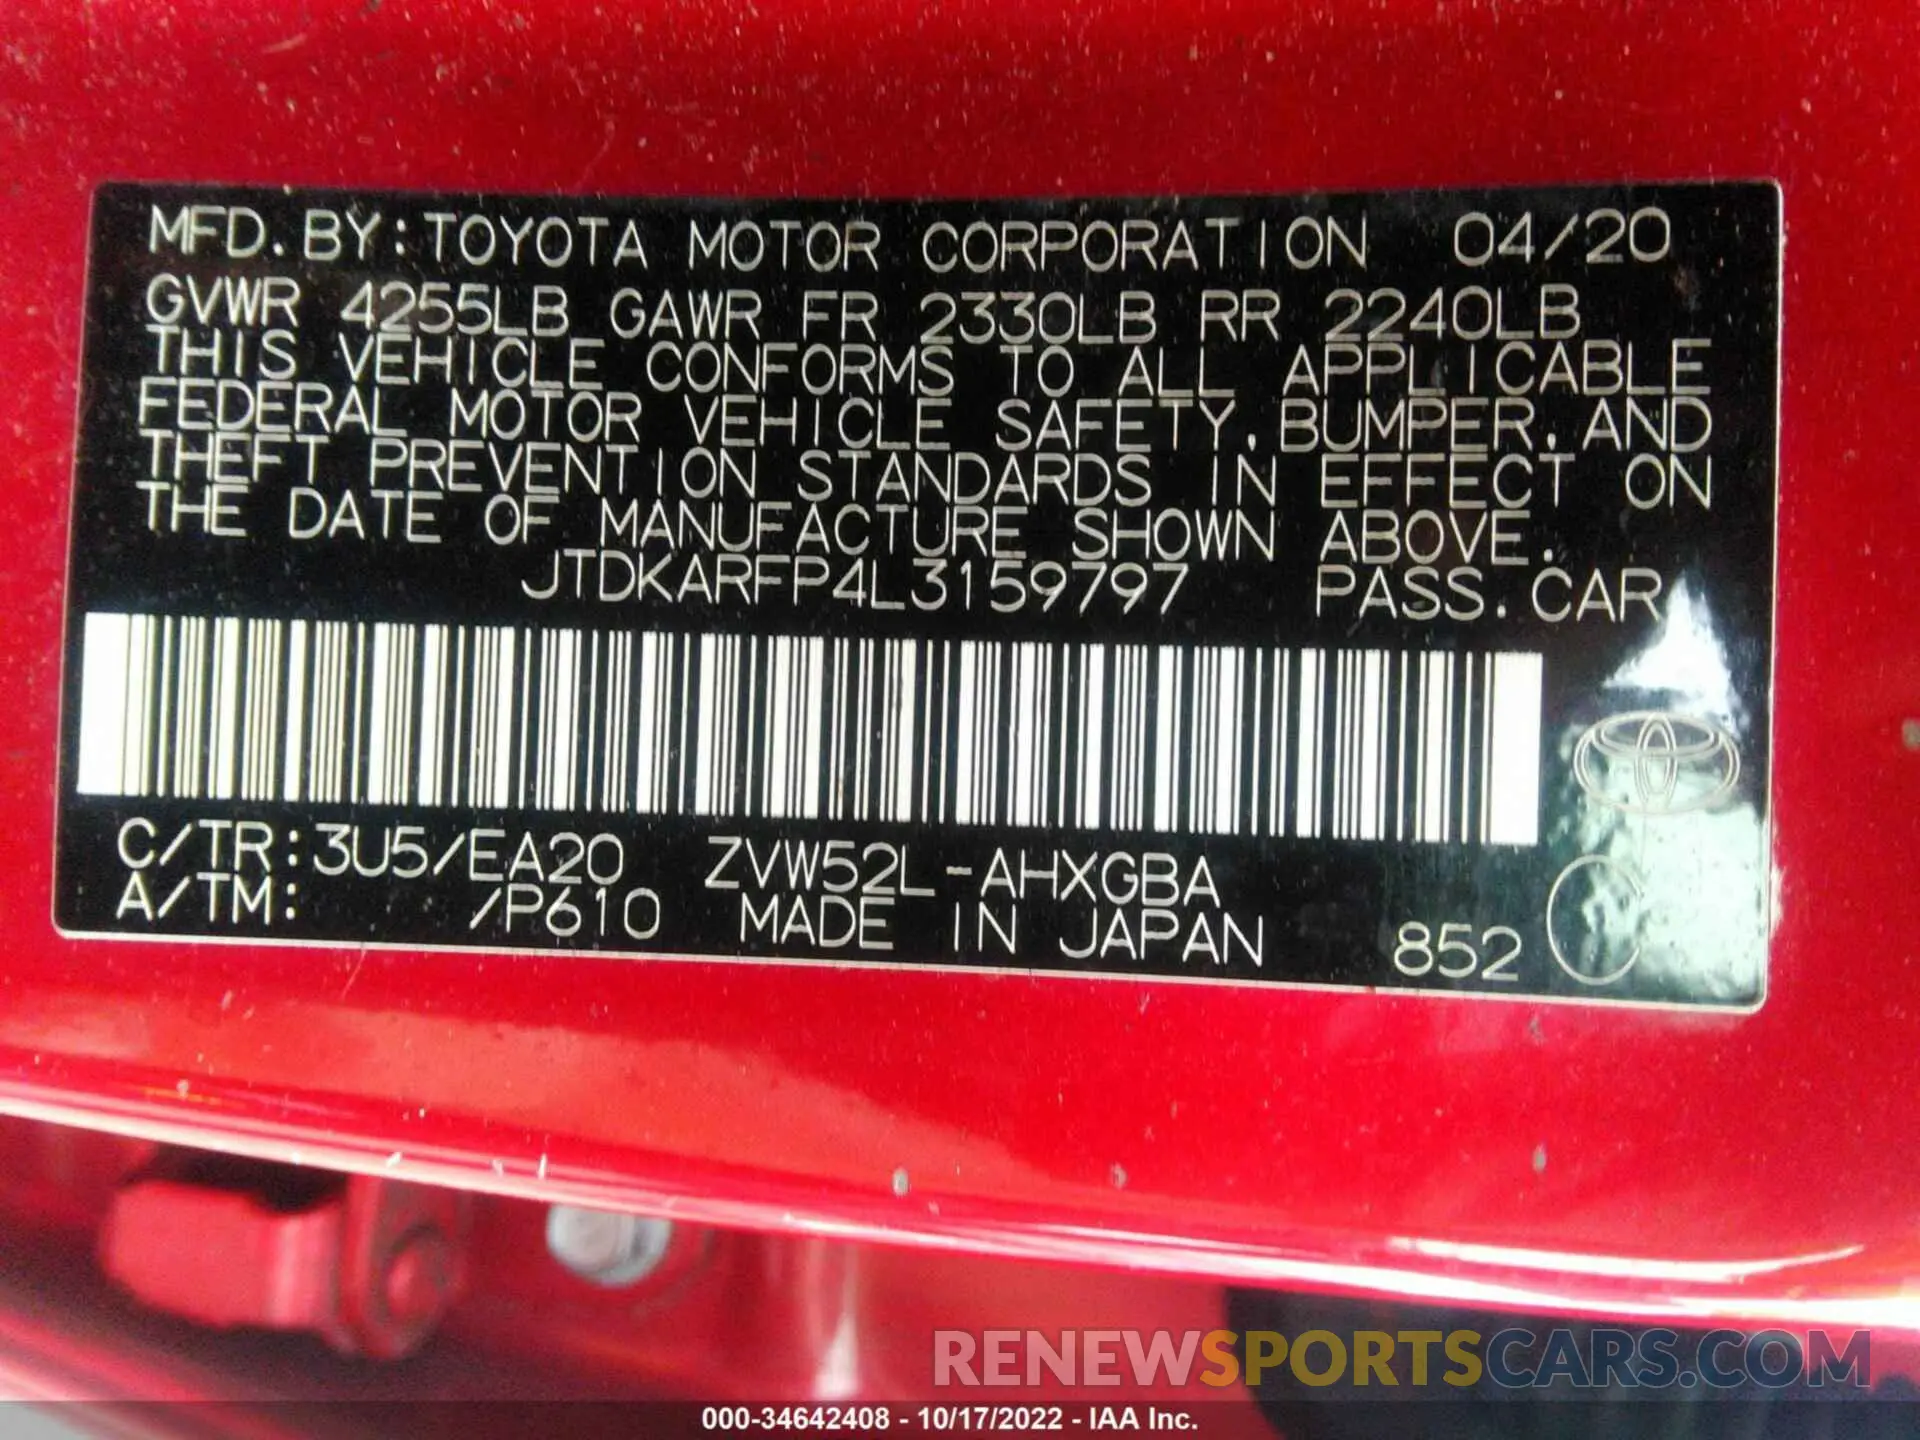 MFD. BY: TOYOTA MOTOR CORPORATION 04/20
GVWR 4255LB GAWR FR 2330LB RR 2240LB
THIS VEHICLE CONFORMS TO ALL APPLICABLE
FEDERAL MOTOR VEHICLE SAFETY, BUMPER, AND
THEFT PREVENTION STANDARDS IN EFFECT ON
THE DATE OF MANUFACTURE SHOWN ABOVE.
JTDKARFP4L3159797 PASS. CAR
C/TR: 3U5/EA20 ZVW52L-AHXGBA
A/TM: /P610 MADE IN JAPAN 852
RENEWSPORTSCARS.COM
000-34642408 - 10/17/2022 - IAA Inc.